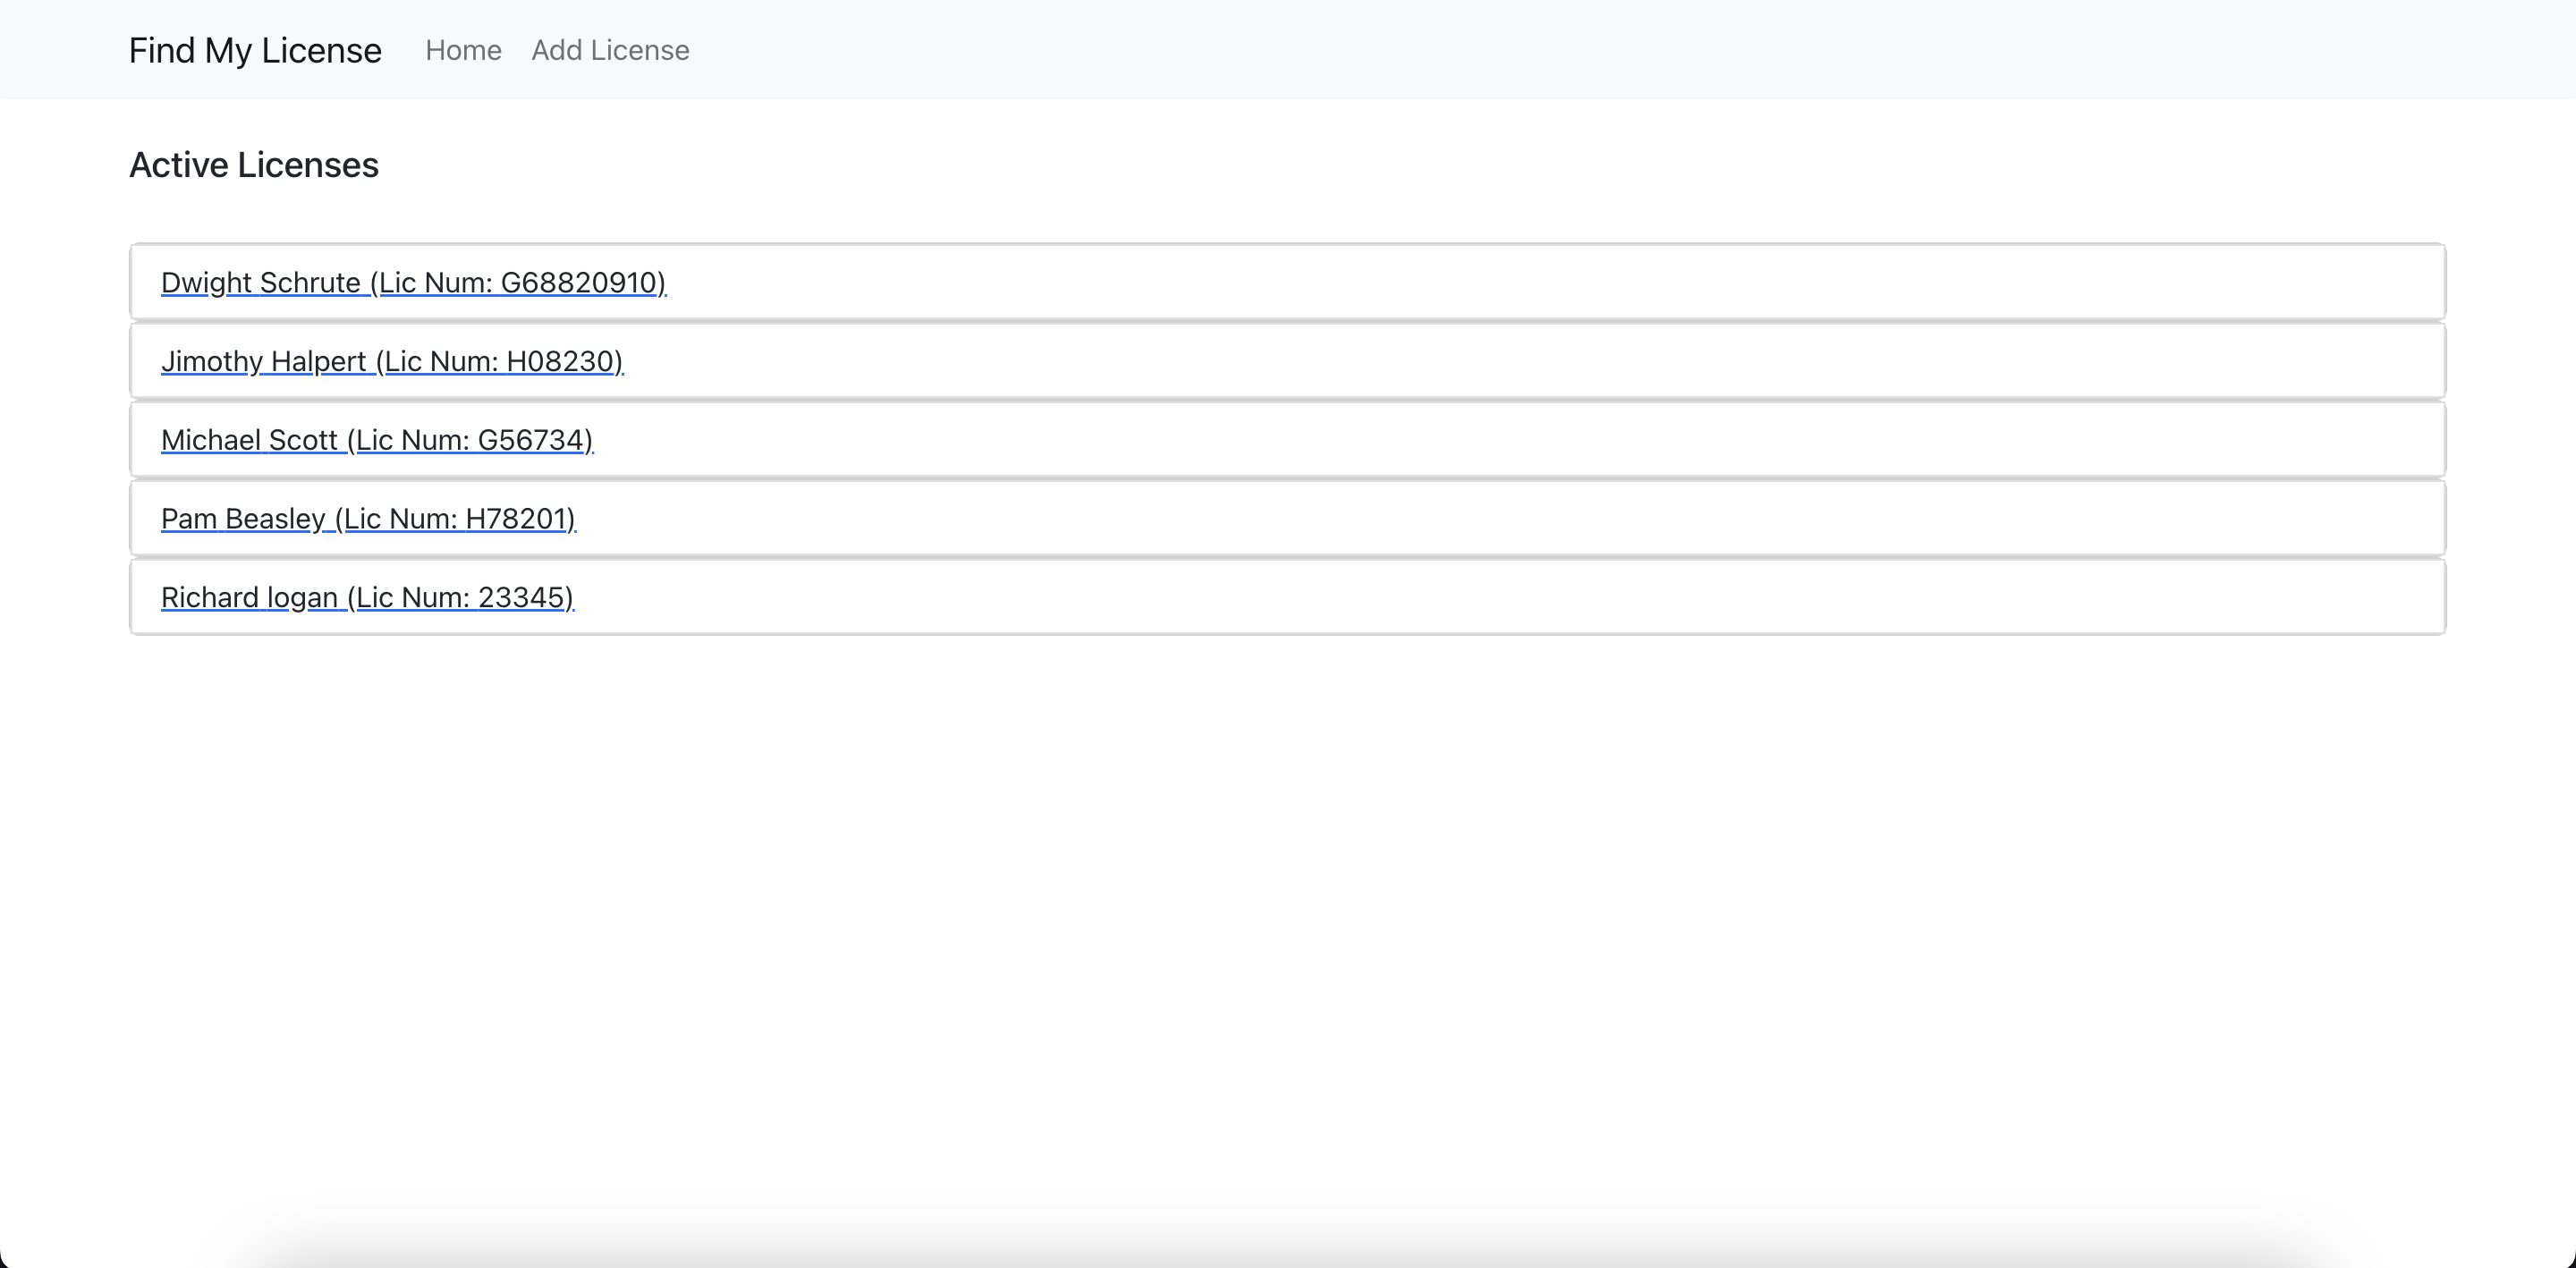 Find My License Home Add License
Active Licenses
Dwight Schrute (Lic Num: G68820910)
Jimothy Halpert (Lic Num: H08230)
Michael Scott (Lic Num: G56734)
Pam Beasley (Lic Num: H78201)
Richard logan (Lic Num: 23345)